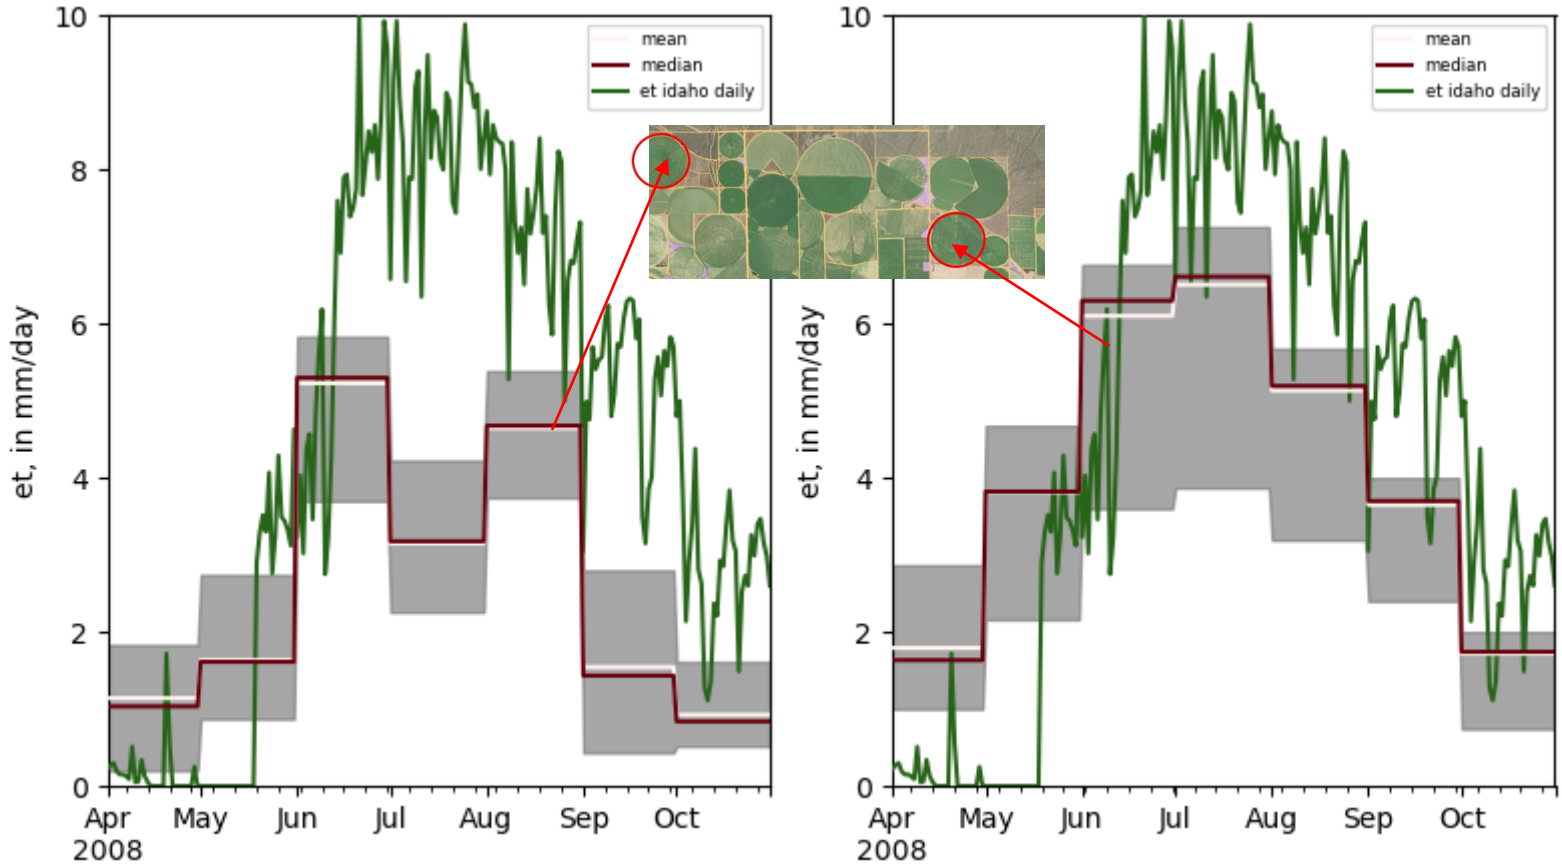 10
8
6
4
2
0
et, in mm/day
mean
median
et idaho daily
Apr May Jun Jul Aug Sep Oct
2008
10
8
6
4
2
0
et, in mm/day
mean
median
et idaho daily
Apr May Jun Jul Aug Sep Oct
2008